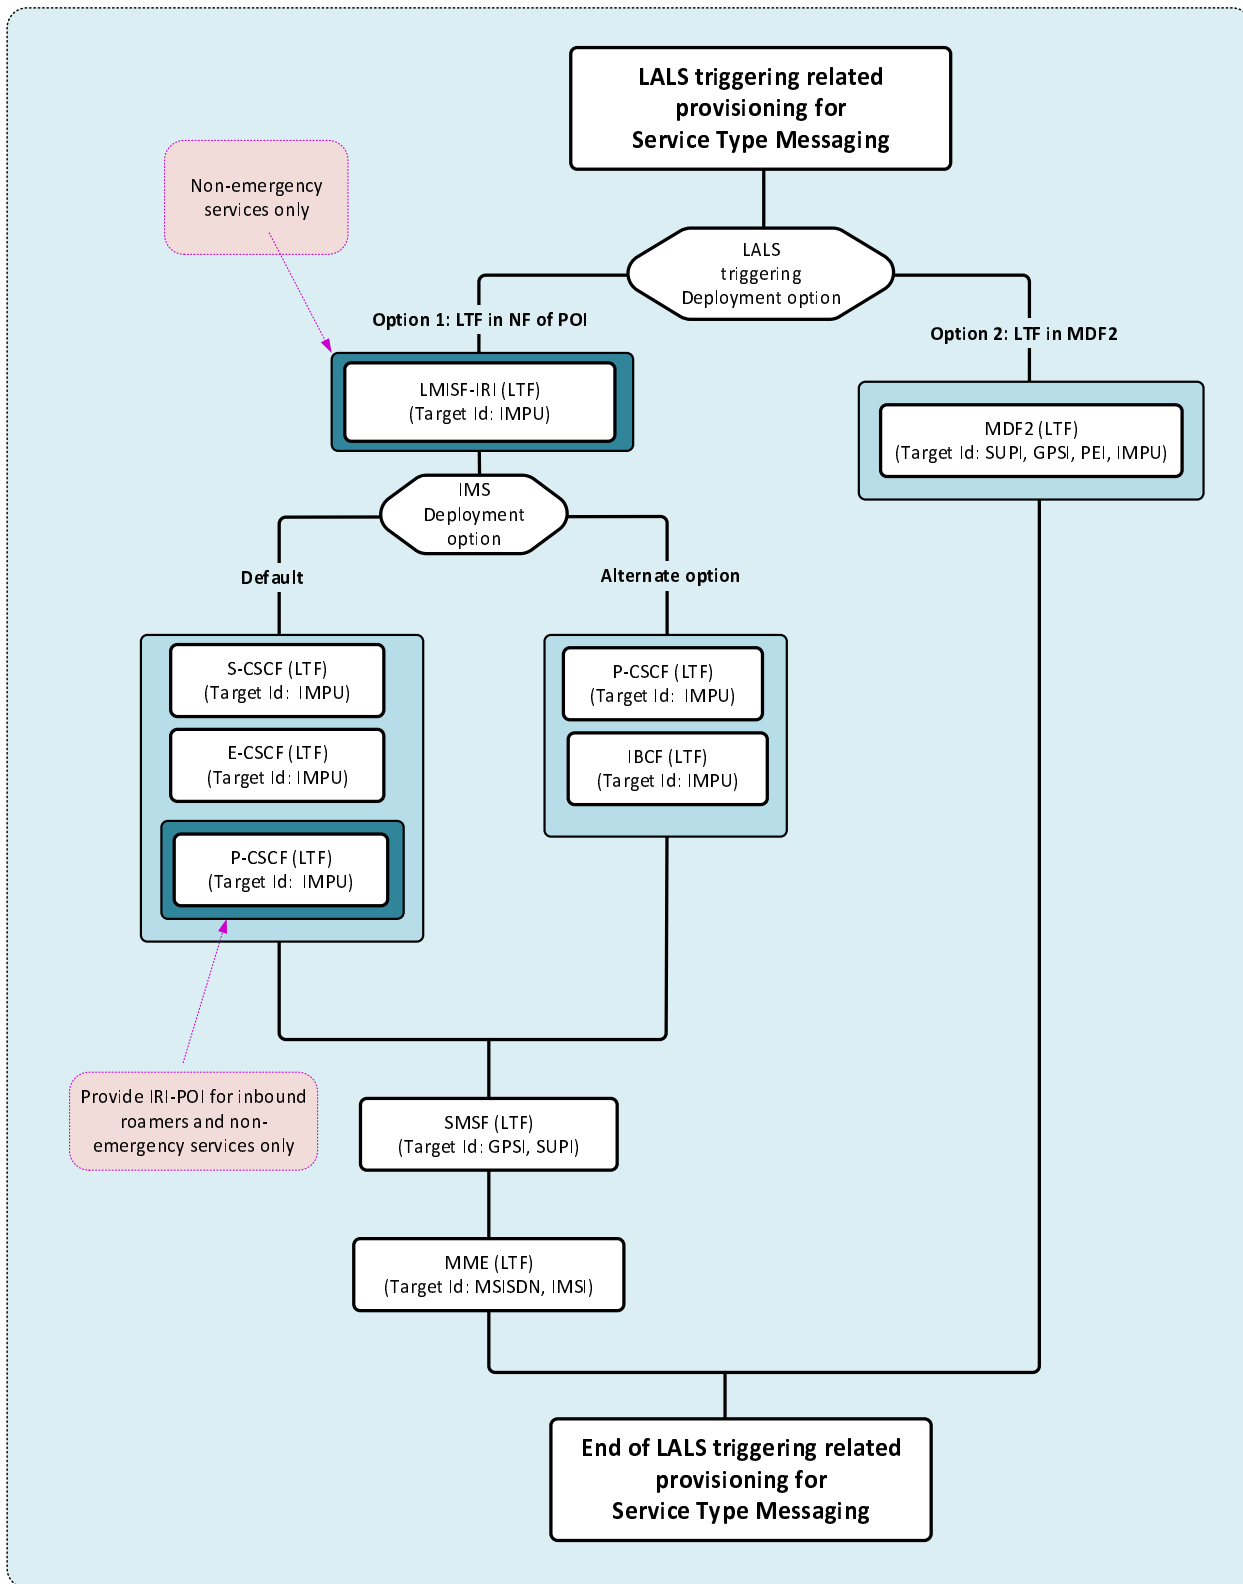 LALS triggering related
provisioning for
Service Type Messaging
Non-emergency
services only
LALS
triggering
Deployment option
Option 1: LTF in NF of POI
Option 2: LTF in MDF2
LMISF-IRI (LTF)
(Target Id: IMPU)
MDF2 (LTF)
(Target Id: SUPI, GPSI, PEI, IMPU)
IMS
Deployment
option
Default
Alternate option
S-CSCF (LTF)
(Target Id: IMPU)
P-CSCF (LTF)
(Target Id: IMPU)
E-CSCF (LTF)
(Target Id: IMPU)
IBCF (LTF)
(Target Id: IMPU)
P-CSCF (LTF)
(Target Id: IMPU)
Provide IRI-POI for inbound
roamers and non-
emergency services only
SMSF (LTF)
(Target Id: GPSI, SUPI)
MME (LTF)
(Target Id: MSISDN, IMSI)
End of LALS triggering related
provisioning for
Service Type Messaging